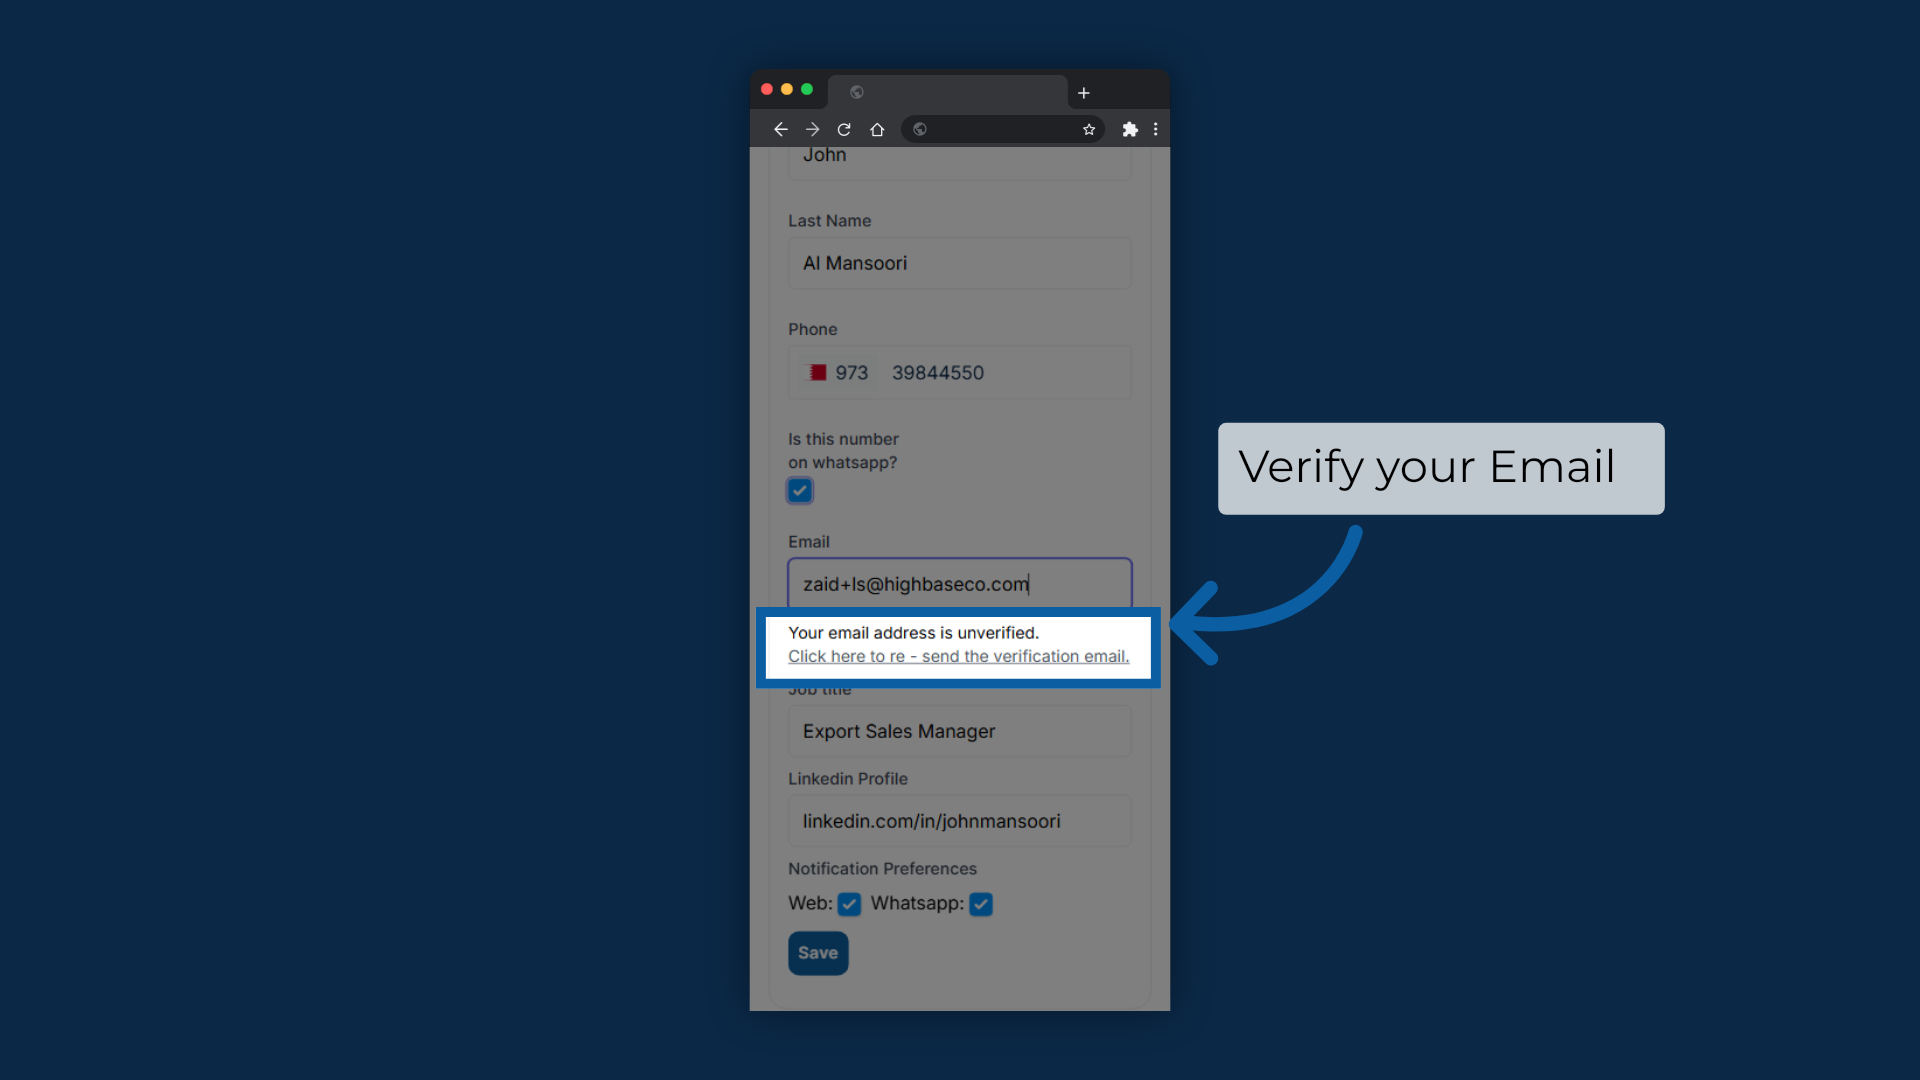 John
Last Name
Al Mansoori
Phone
973 39844550
Is this number
on whatsapp?
Email
zaid+ls@highbaseco.com
Your email address is unverified.
Click here to re - send the verification email.
Job title
Export Sales Manager
Linkedin Profile
linkedin.com/in/johnmansoori
Notification Preferences
Web: Whatsapp:
Save
Verify your Email